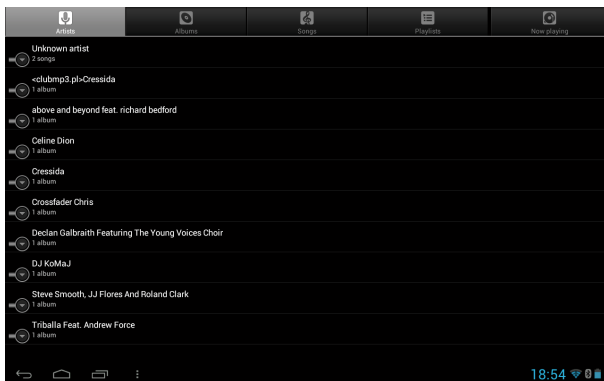 Artists
Albums
Songs
Playlists
Now playing
Unknown artist
2 songs
<clubmp3.pl>Cressida
1 album
above and beyond feat. richard bedford
1 album
Celine Dion
1 album
Cressida
1 album
Crossfader Chris
1 album
Declan Galbraith Featuring The Young Voices Choir
1 album
DJ KoMaJ
1 album
Steve Smooth, JJ Flores And Roland Clark
1 album
Triballa Feat. Andrew Force
1 album
18:54